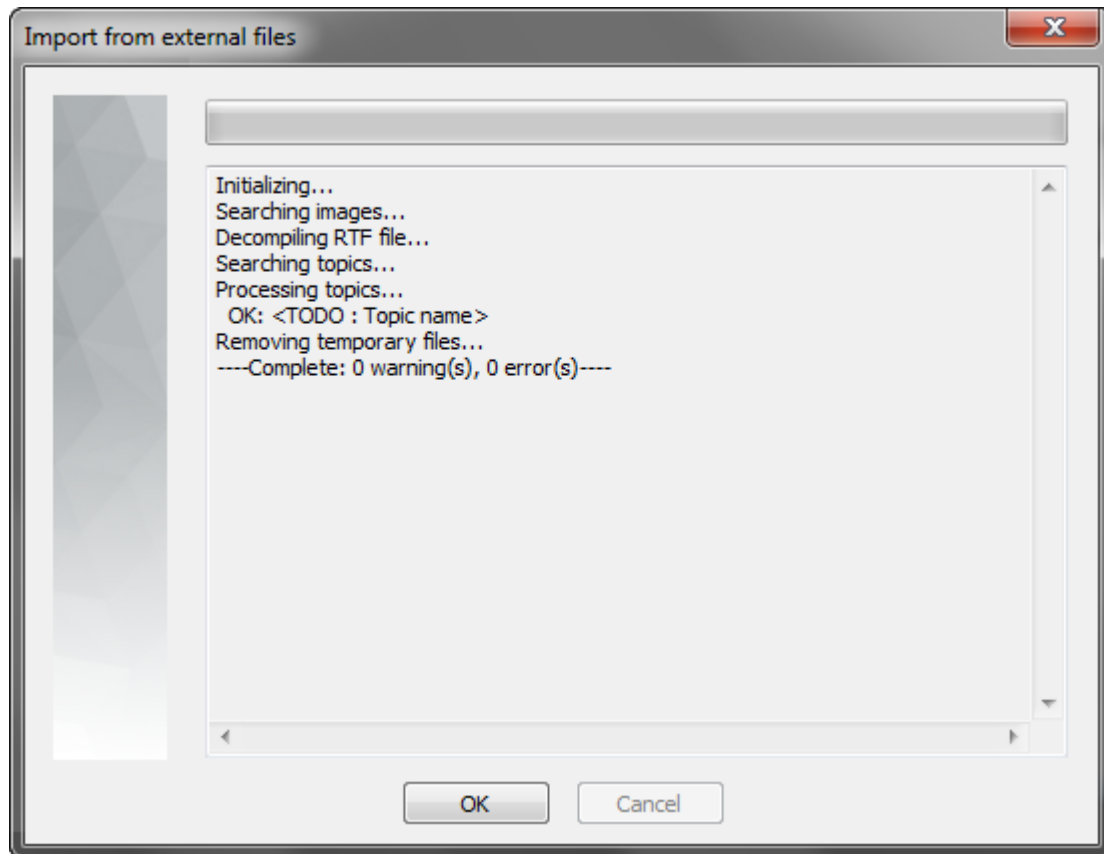 Import from external files
Initializing...
Searching images...
Decompiling RTF file...
Searching topics...
Processing topics...
OK: <TODO : Topic name>
Removing temporary files...
----Complete: 0 warning(s), 0 error(s)----
OK
Cancel